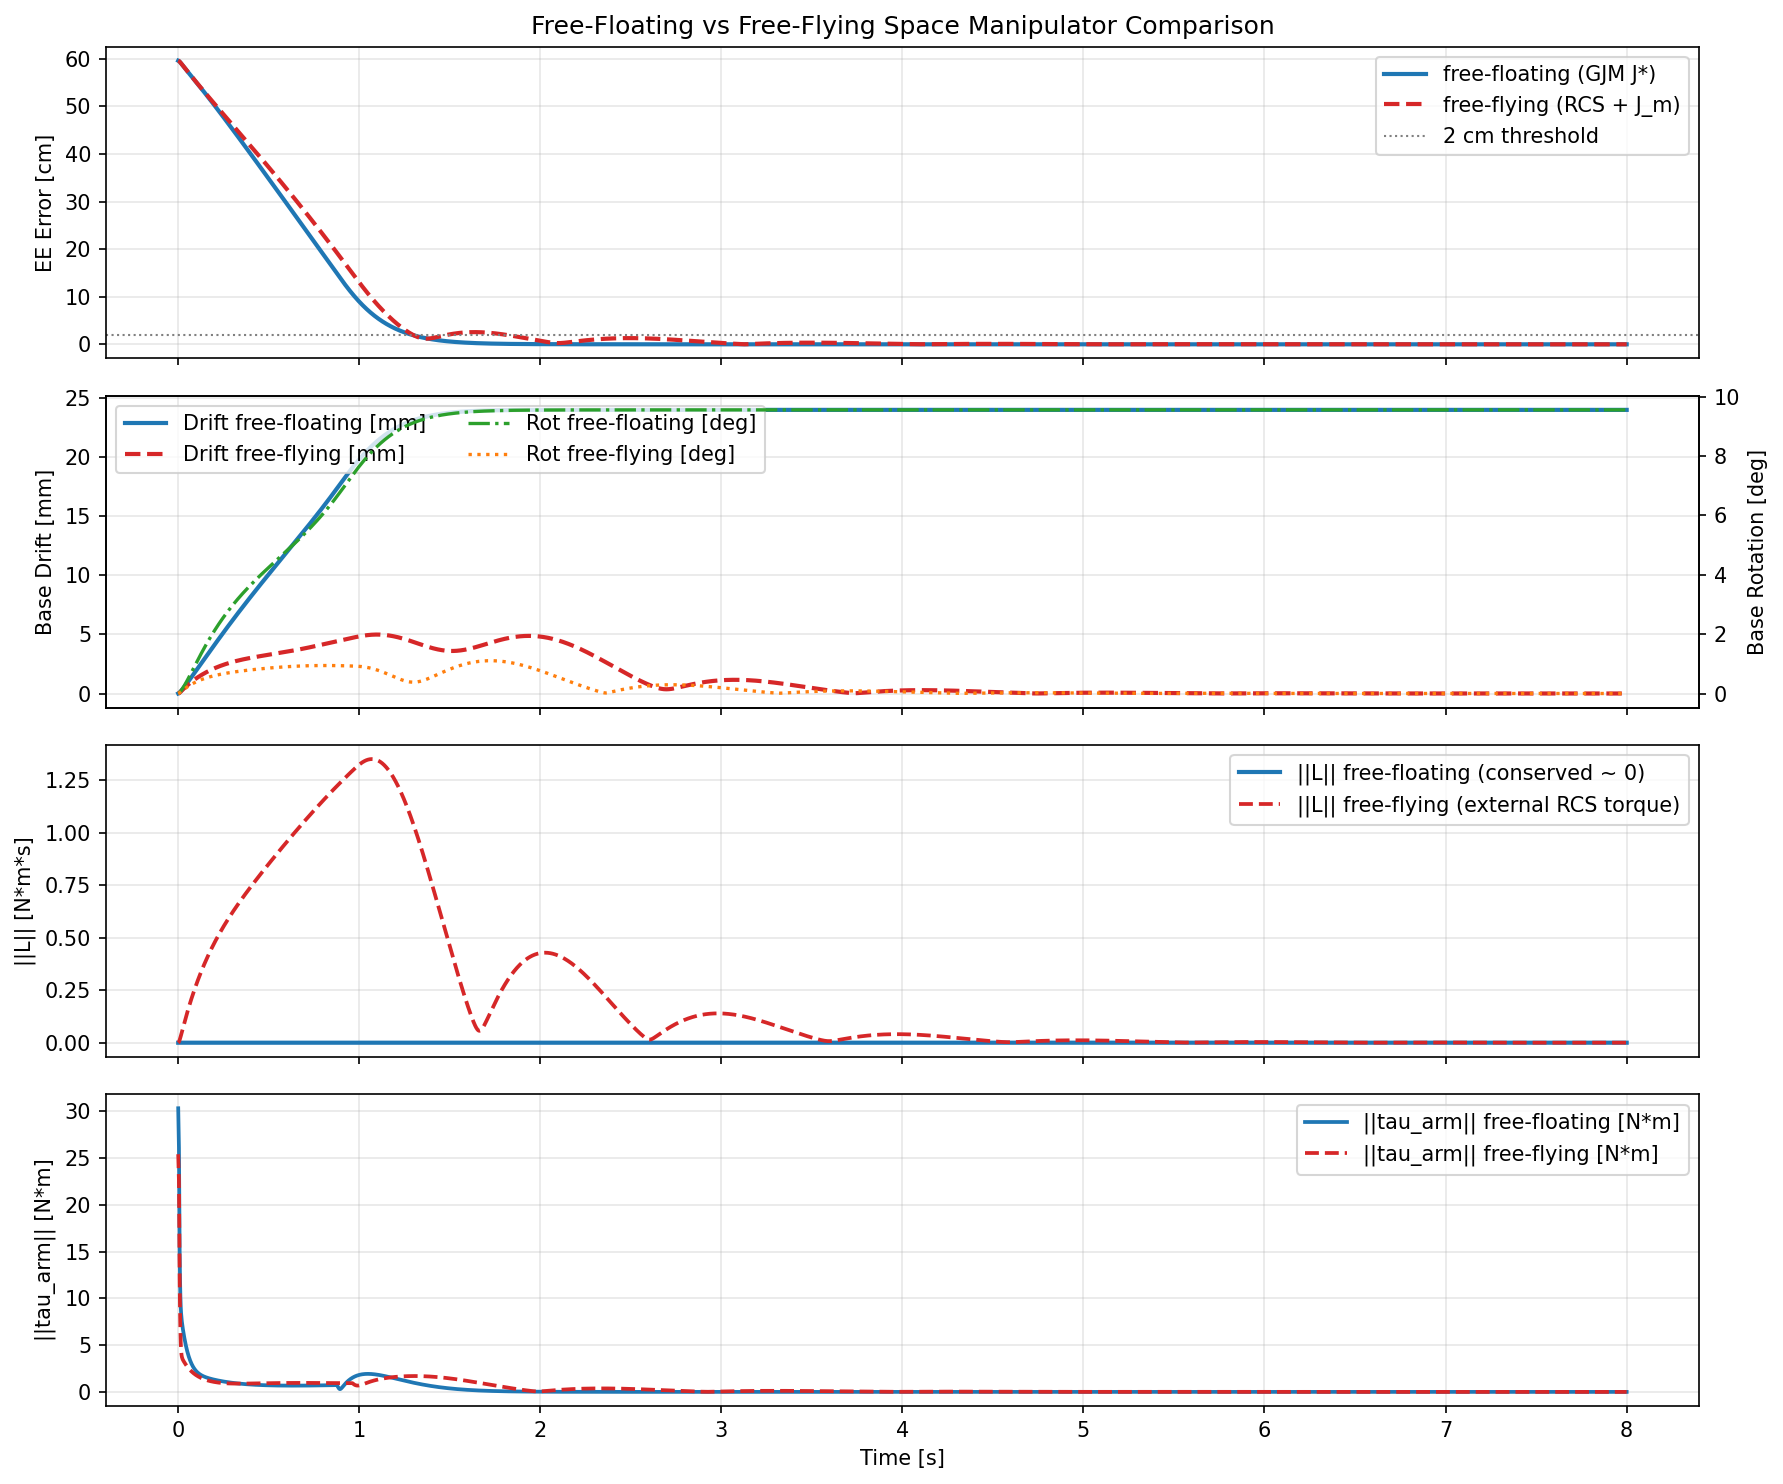 Free-Floating vs Free-Flying Space Manipulator Comparison
60
50
40
30
20
10
0
EE Error [cm]
free-floating (GJM J*)
free-flying (RCS + J_m)
2 cm threshold
25
20
15
10
5
0
Base Drift [mm]
Drift free-floating [mm]
Drift free-flying [mm]
Rot free-floating [deg]
Rot free-flying [deg]
10
8
6
4
2
0
Base Rotation [deg]
1.25
1.00
0.75
0.50
0.25
0.00
||L|| [N*m*s]
||L|| free-floating (conserved ~ 0)
||L|| free-flying (external RCS torque)
30
25
20
15
10
5
0
||tau_arm|| [N*m]
||tau_arm|| free-floating [N*m]
||tau_arm|| free-flying [N*m]
0 1 2 3 4 5 6 7 8
Time [s]